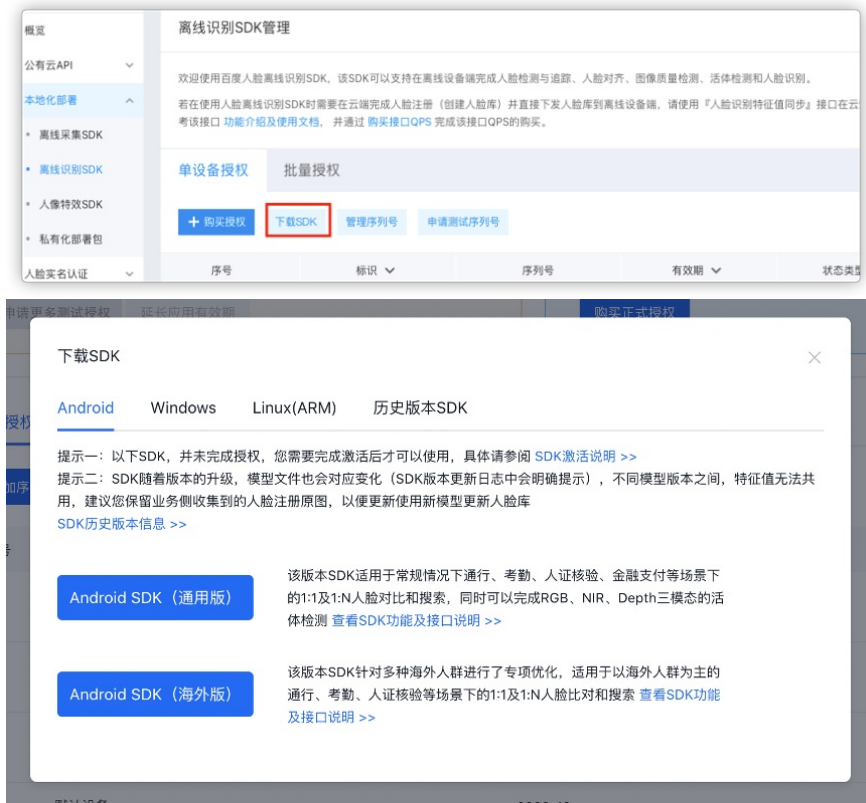 概览
离线识别SDK管理
公有云API
欢迎使用百度人脸离线识别SDK，该SDK可以支持在离线设备端完成人脸检测与追踪、人脸对齐、图像质量检测、活体检测和人脸识别。
本地化部署
若在使用人脸离线识别SDK时需要在云端完成人脸注册（创建人脸库）并直接下发人脸库到离线设备端，请使用『人脸识别特征值同步』接口在云
考该接口 功能介绍及使用文档， 并通过 购买接口QPS 完成该接口QPS的购买。
离线采集SDK
离线识别SDK
单设备授权 批量授权
人像特效SDK
+ 购买授权 下载SDK 管理序列号 申请测试序列号
私有化部署包
人脸实名认证
序号 标识 序列号 有效期 状态类型
申请更多测试授权 延长应用有效期 购买正式授权
下载SDK
Android Windows Linux(ARM) 历史版本SDK
授权
提示一：以下SDK，并未完成授权，您需要完成激活后才可以使用，具体请参阅 SDK激活说明 >>
提示二：SDK随着版本的升级，模型文件也会对应变化（SDK版本更新日志中会明确提示），不同模型版本之间，特征值无法共
用，建议您保留业务侧收集到的人脸注册原图，以便更新使用新模型更新人脸库
加序
SDK历史版本信息 >>
Android SDK（通用版）
该版本SDK适用于常规情况下通行、考勤、人证核验、金融支付等场景下
的1:1及1:N人脸对比和搜索，同时可以完成RGB、NIR、Depth三模态的活
体检测 查看SDK功能及接口说明 >>
Android SDK（海外版）
该版本SDK针对多种海外人群进行了专项优化，适用于以海外人群为主的
通行、考勤、人证核验等场景下的1:1及1:N人脸比对和搜索 查看SDK功能
及接口说明 >>